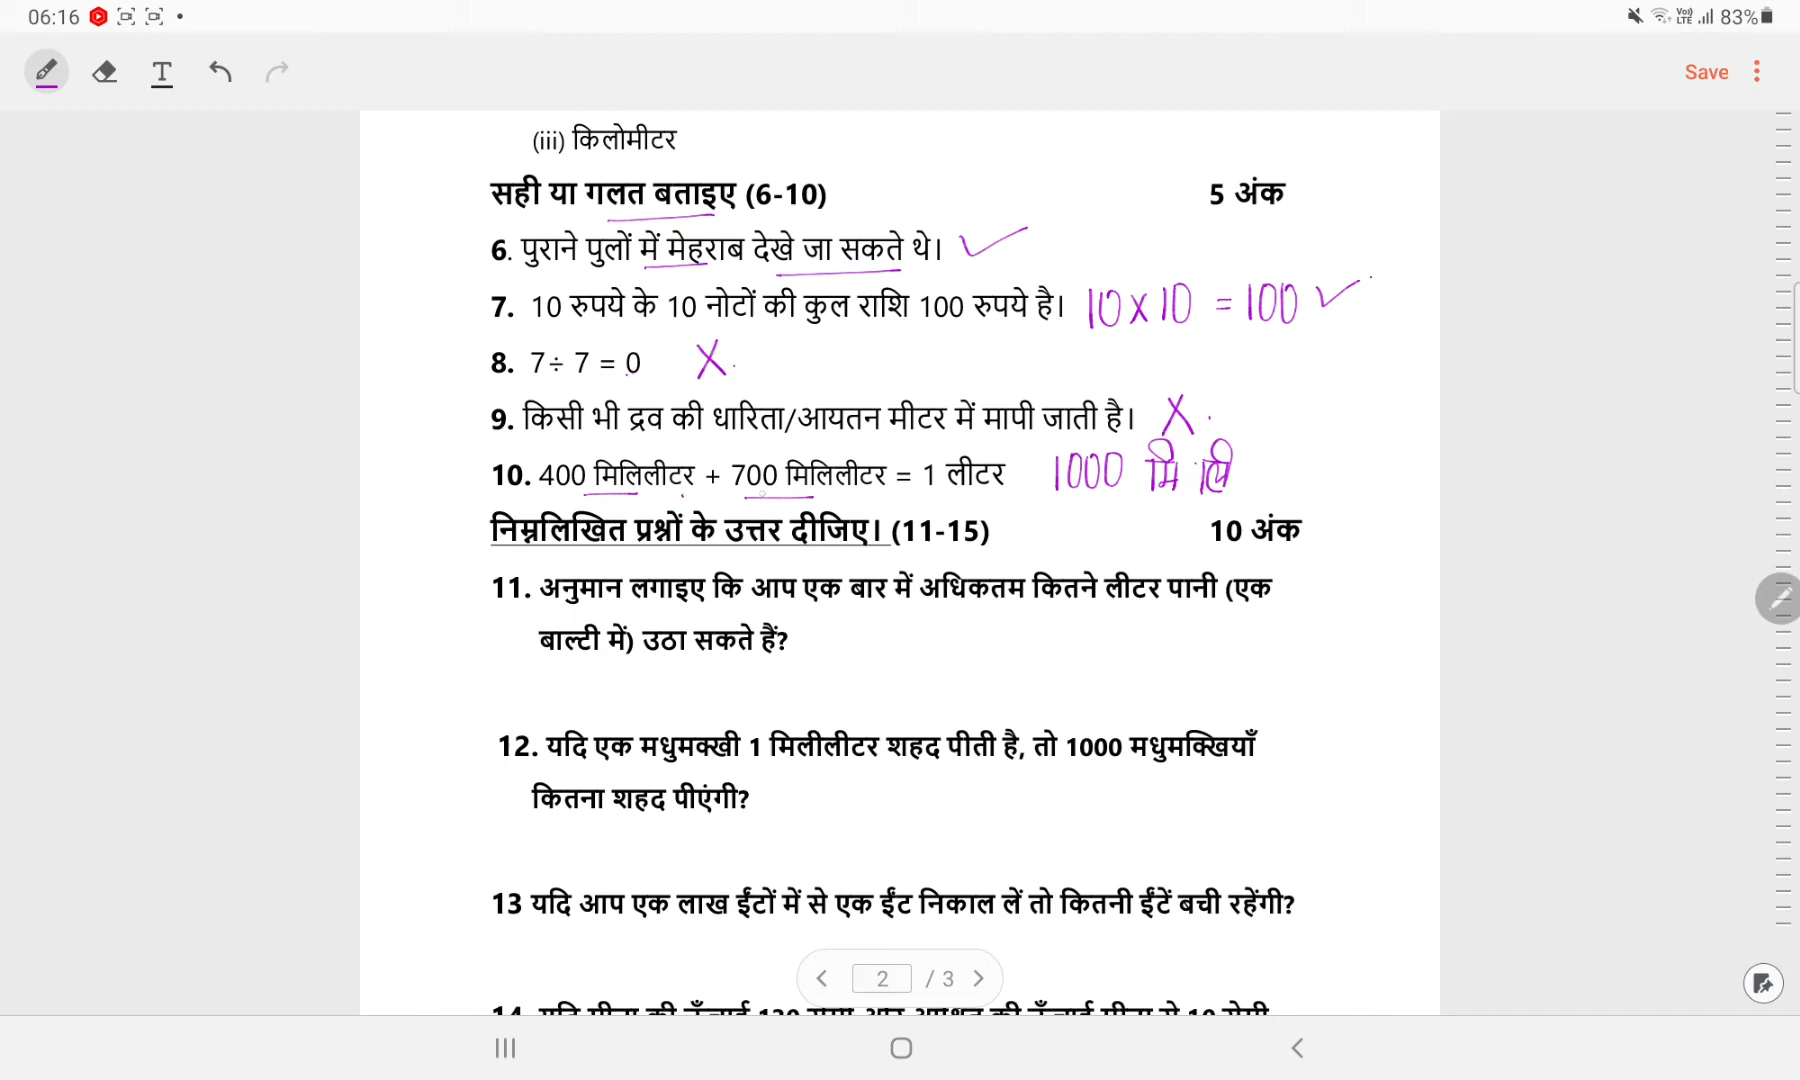 06:16 83%
Save
(iii) किलोमीटर
सही या गलत बताइए (6-10) 5 अंक
6. पुराने पुलों में मेहराब देखे जा सकते थे। ✓
7. 10 रुपये के 10 नोटों की कुल राशि 100 रुपये है। 10 x 10 = 100 ✓
8. 7÷ 7 = 0 X
9. किसी भी द्रव की धारिता/आयतन मीटर में मापी जाती है। X
10. 400 मिलिलीटर + 700 मिलिलीटर = 1 लीटर 1000 मि ली
निम्नलिखित प्रश्नों के उत्तर दीजिए। (11-15) 10 अंक
11. अनुमान लगाइए कि आप एक बार में अधिकतम कितने लीटर पानी (एक
बाल्टी में) उठा सकते हैं?
12. यदि एक मधुमक्खी 1 मिलीलीटर शहद पीती है, तो 1000 मधुमक्खियाँ
कितना शहद पीएंगी?
13 यदि आप एक लाख ईंटों में से एक ईंट निकाल लें तो कितनी ईंटें बची रहेंगी?
2 / 3